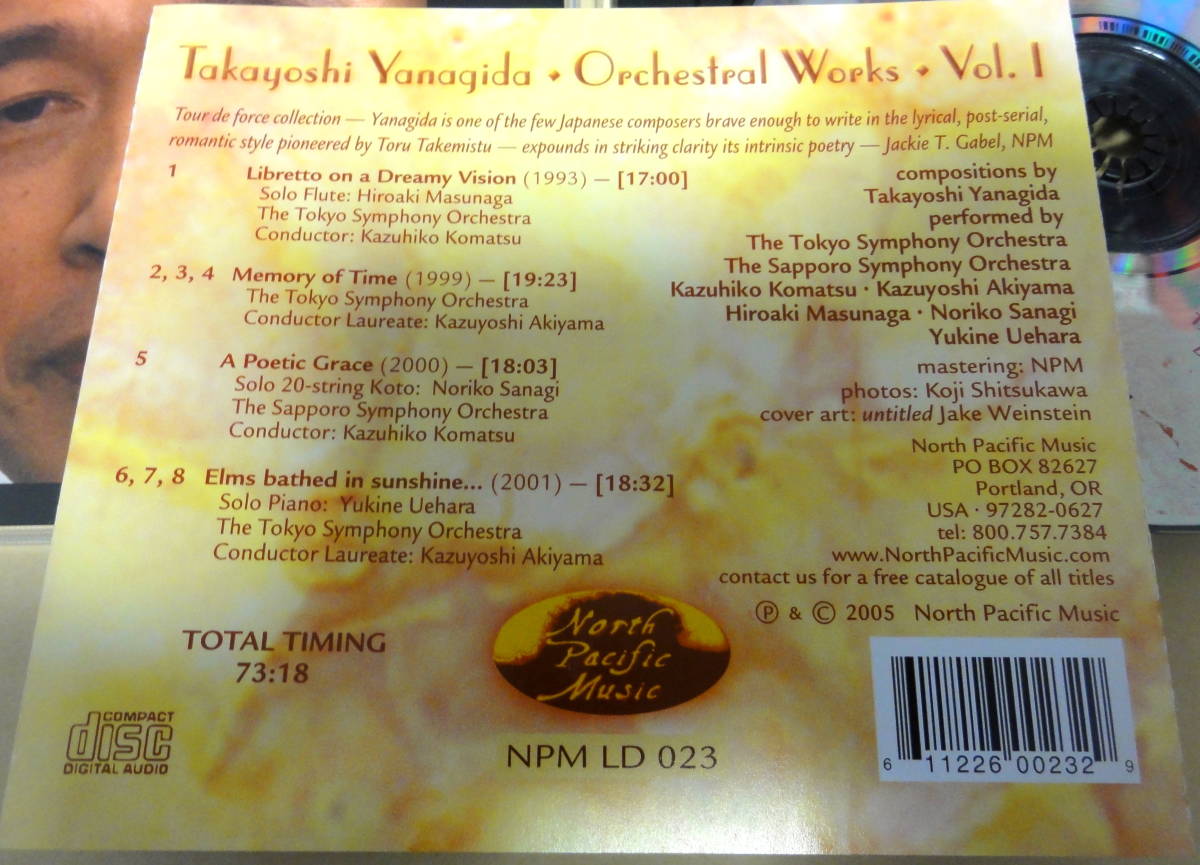 Takayoshi Yanagida • Orchestral Works • Vol. I
Tour de force collection — Yanagida is one of the few Japanese composers brave enough to write in the lyrical, post-serial,
romantic style pioneered by Toru Takemistu — expounds in striking clarity its intrinsic poetry — Jackie T. Gabel, NPM
1 Libretto on a Dreamy Vision (1993) — [17:00]
Solo Flute: Hiroaki Masunaga
The Tokyo Symphony Orchestra
Conductor: Kazuhiko Komatsu
2, 3, 4 Memory of Time (1999) — [19:23]
The Tokyo Symphony Orchestra
Conductor Laureate: Kazuyoshi Akiyama
5 A Poetic Grace (2000) — [18:03]
Solo 20-string Koto: Noriko Sanagi
The Sapporo Symphony Orchestra
Conductor: Kazuhiko Komatsu
6, 7, 8 Elms bathed in sunshine... (2001) — [18:32]
Solo Piano: Yukine Uehara
The Tokyo Symphony Orchestra
Conductor Laureate: Kazuyoshi Akiyama
TOTAL TIMING
73:18
compositions by
Takayoshi Yanagida
performed by
The Tokyo Symphony Orchestra
The Sapporo Symphony Orchestra
Kazuhiko Komatsu · Kazuyoshi Akiyama
Hiroaki Masunaga · Noriko Sanagi
Yukine Uehara
mastering: NPM
photos: Koji Shitsukawa
cover art: untitled Jake Weinstein
North Pacific Music
PO BOX 82627
Portland, OR
USA · 97282-0627
tel: 800.757.7384
www.NorthPacificMusic.com
contact us for a free catalogue of all titles
℗ & © 2005 North Pacific Music
North
Pacific
Music
NPM LD 023
COMPACT
disc
DIGITAL AUDIO
6 11226 00232 9